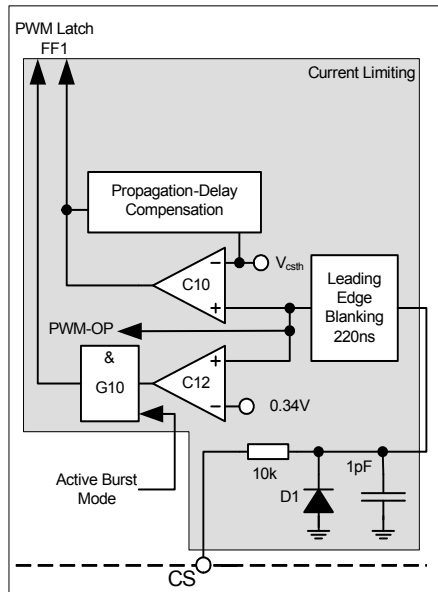 PWM Latch
FF1
Current Limiting
Propagation-Delay
Compensation
Vcsth
C10
Leading
Edge
Blanking
220ns
PWM-OP
&
G10
C12
0.34V
Active Burst
Mode
10k
D1
1pF
CS